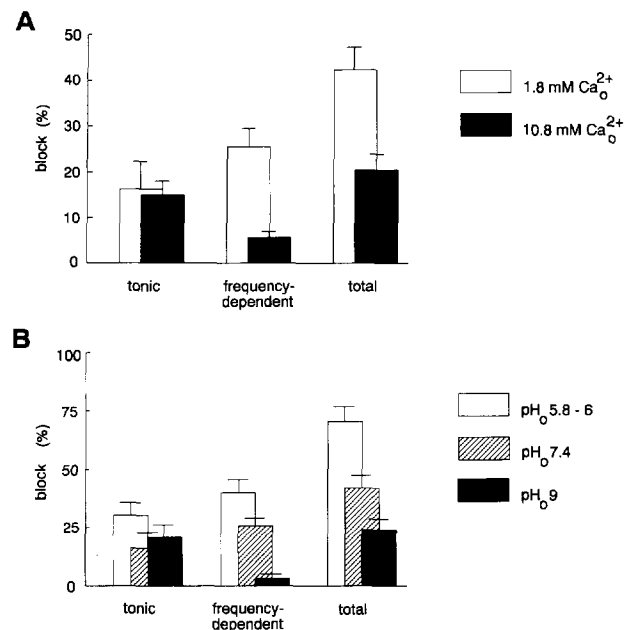 A
50
40
30
20
10
0
block (%)
tonic
frequency-
dependent
total
1.8 mM Ca²⁺ₒ
10.8 mM Ca²⁺ₒ
B
100
75
50
25
0
block (%)
tonic
frequency-
dependent
total
pHₒ 5.8 - 6
pHₒ 7.4
pHₒ 9